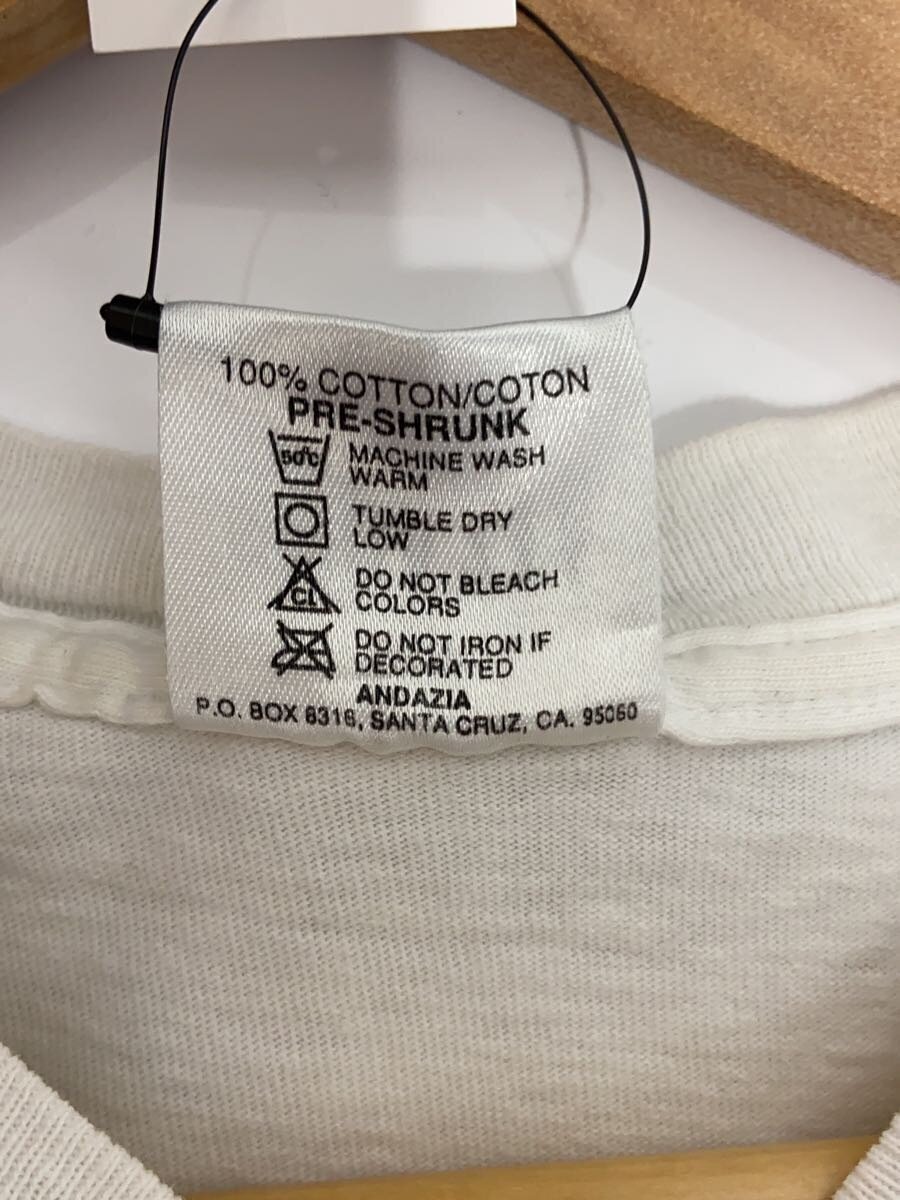 100% COTTON/COTON
PRE-SHRUNK
50°C MACHINE WASH
WARM
TUMBLE DRY
LOW
CL DO NOT BLEACH
COLORS
DO NOT IRON IF
DECORATED
ANDAZIA
P.O. BOX 8318, SANTA CRUZ, CA. 95060